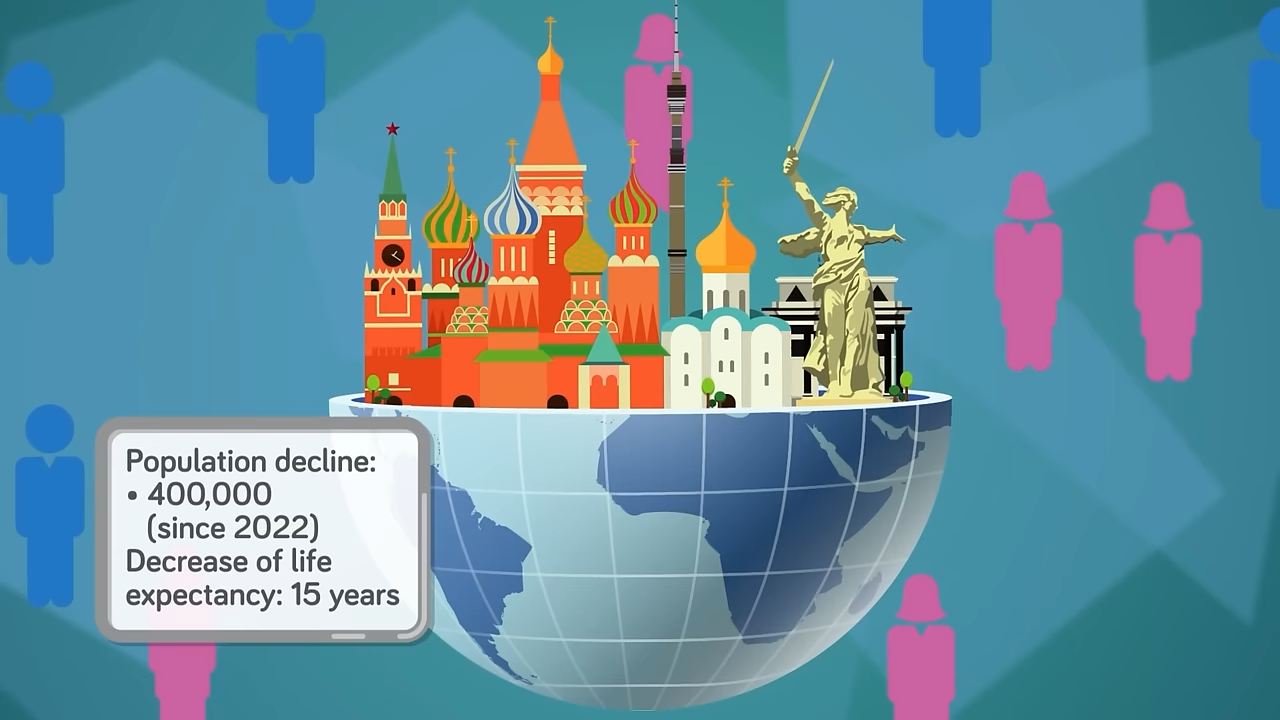 Population decline:
• 400,000
(since 2022)
Decrease of life
expectancy: 15 years